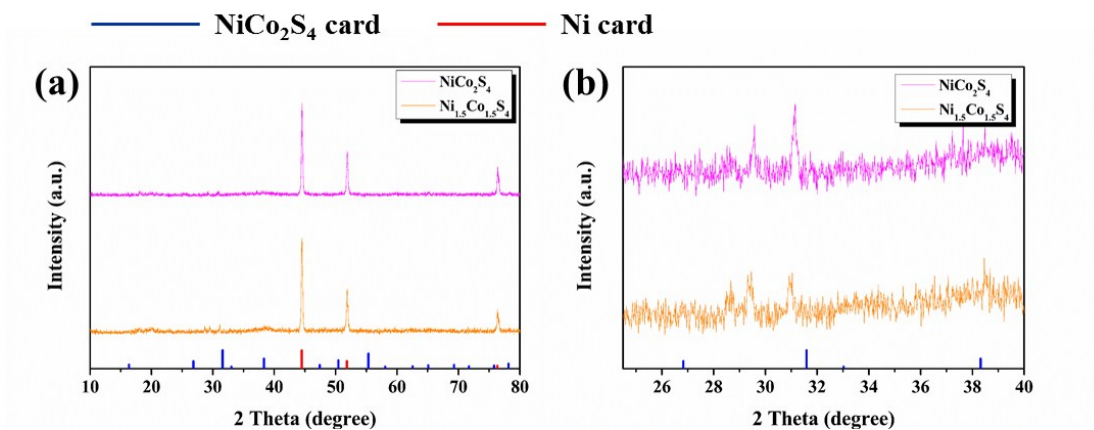 NiCo₂S₄ card Ni card
(a)
NiCo₂S₄
Ni₁.₅Co₁.₅S₄
Intensity (a.u.)
10 20 30 40 50 60 70 80
2 Theta (degree)
(b)
NiCo₂S₄
Ni₁.₅Co₁.₅S₄
Intensity (a.u.)
26 28 30 32 34 36 38 40
2 Theta (degree)